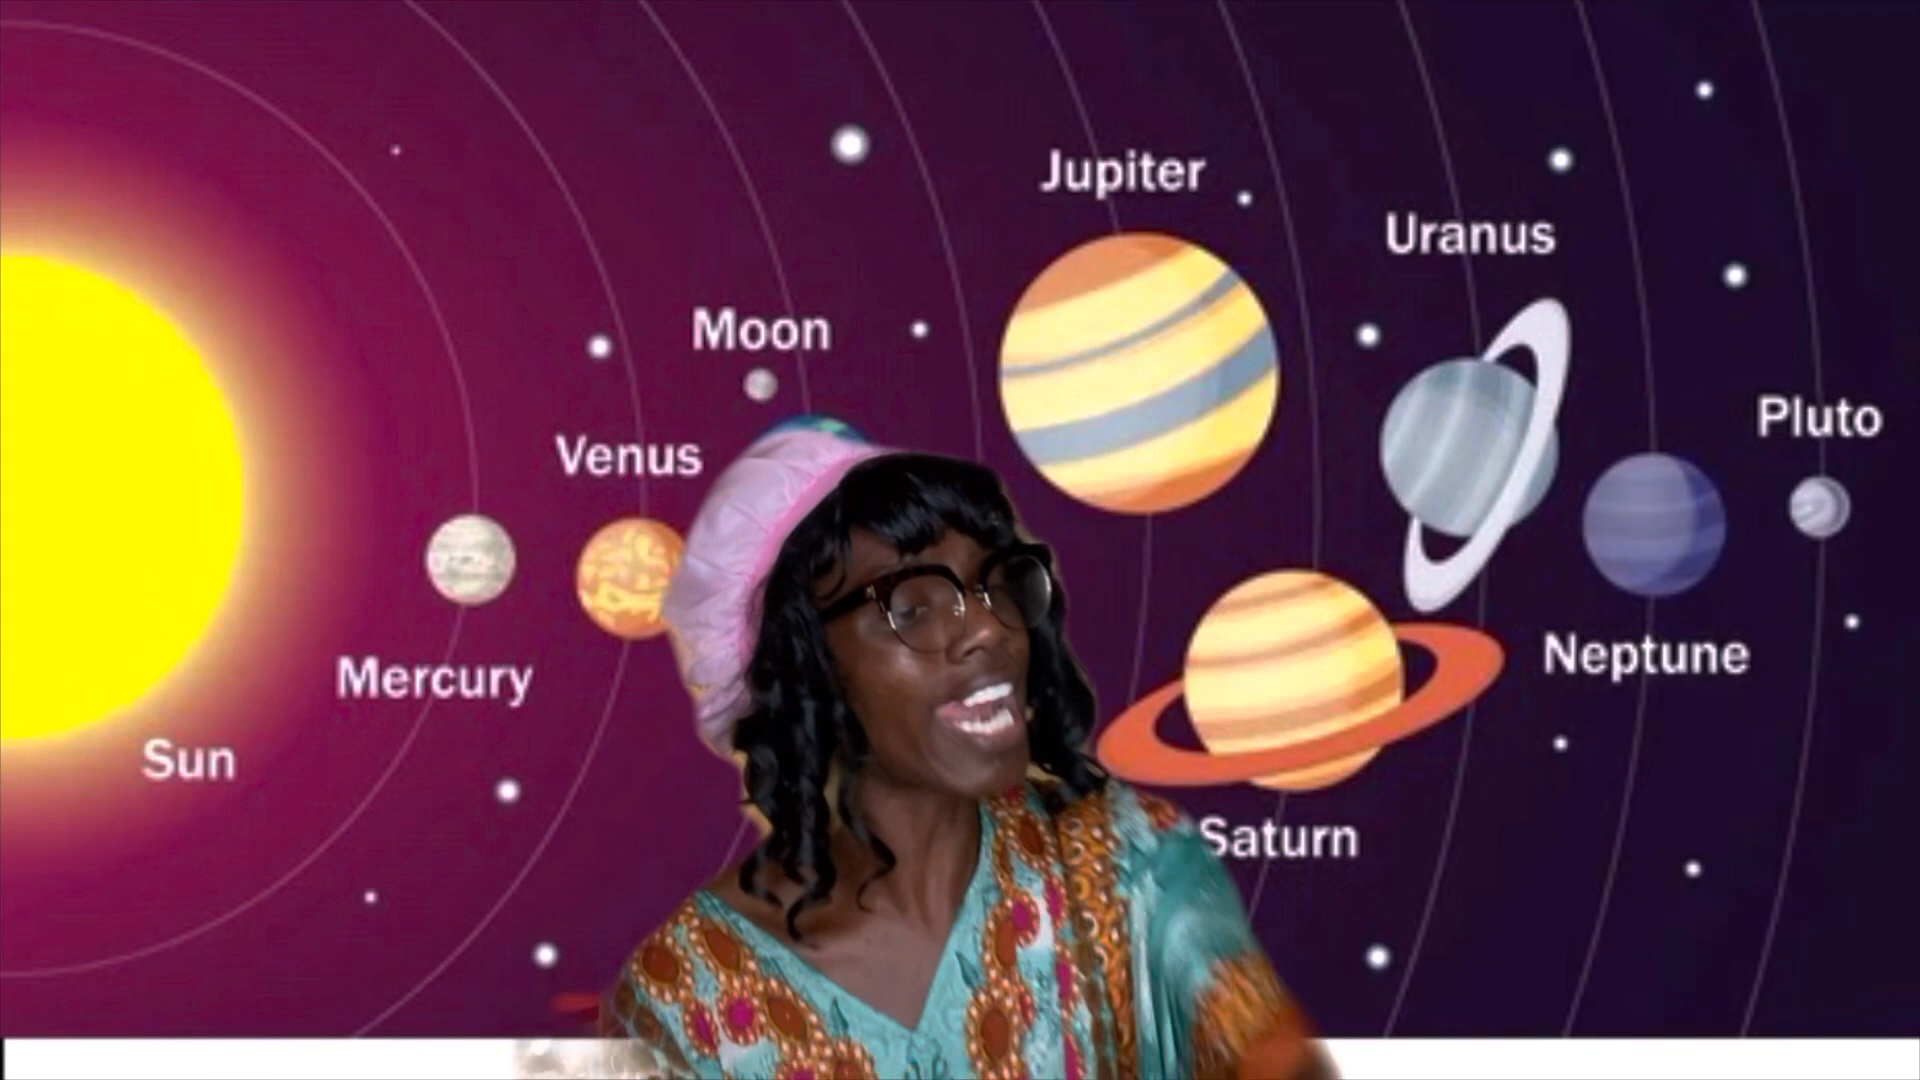 Jupiter
Uranus
Moon
Pluto
Venus
Neptune
Mercury
Sun
Saturn